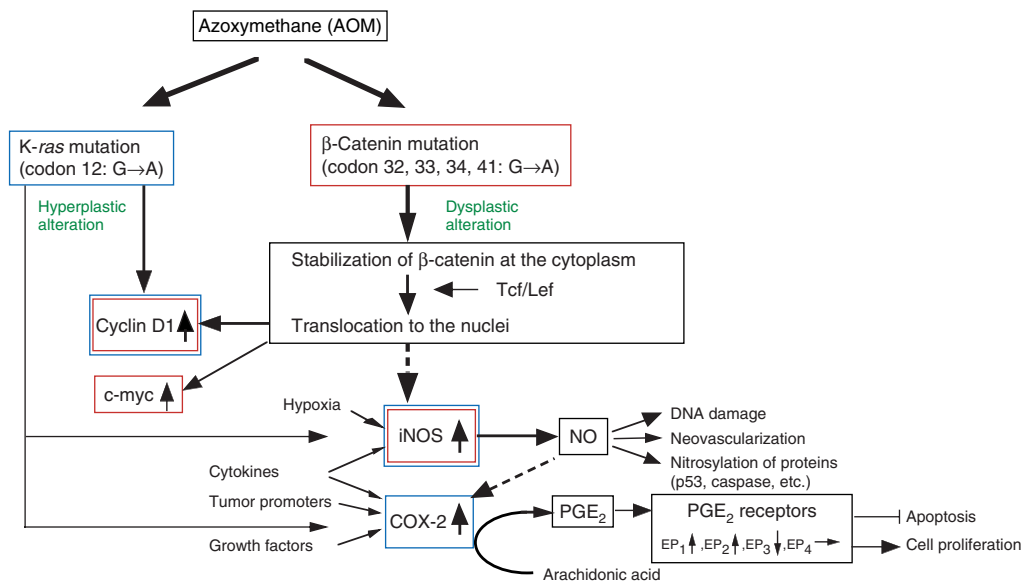 Azoxymethane (AOM)
K-ras mutation
(codon 12: G→A)
β-Catenin mutation
(codon 32, 33, 34, 41: G→A)
Hyperplastic
alteration
Dysplastic
alteration
Stabilization of β-catenin at the cytoplasm
Tcf/Lef
Translocation to the nuclei
Cyclin D1
c-myc
Hypoxia
iNOS
NO
DNA damage
Neovascularization
Nitrosylation of proteins
(p53, caspase, etc.)
Cytokines
Tumor promoters
Growth factors
COX-2
PGE2
PGE2 receptors
EP1↑,EP2↑,EP3↓,EP4→
Apoptosis
Cell proliferation
Arachidonic acid